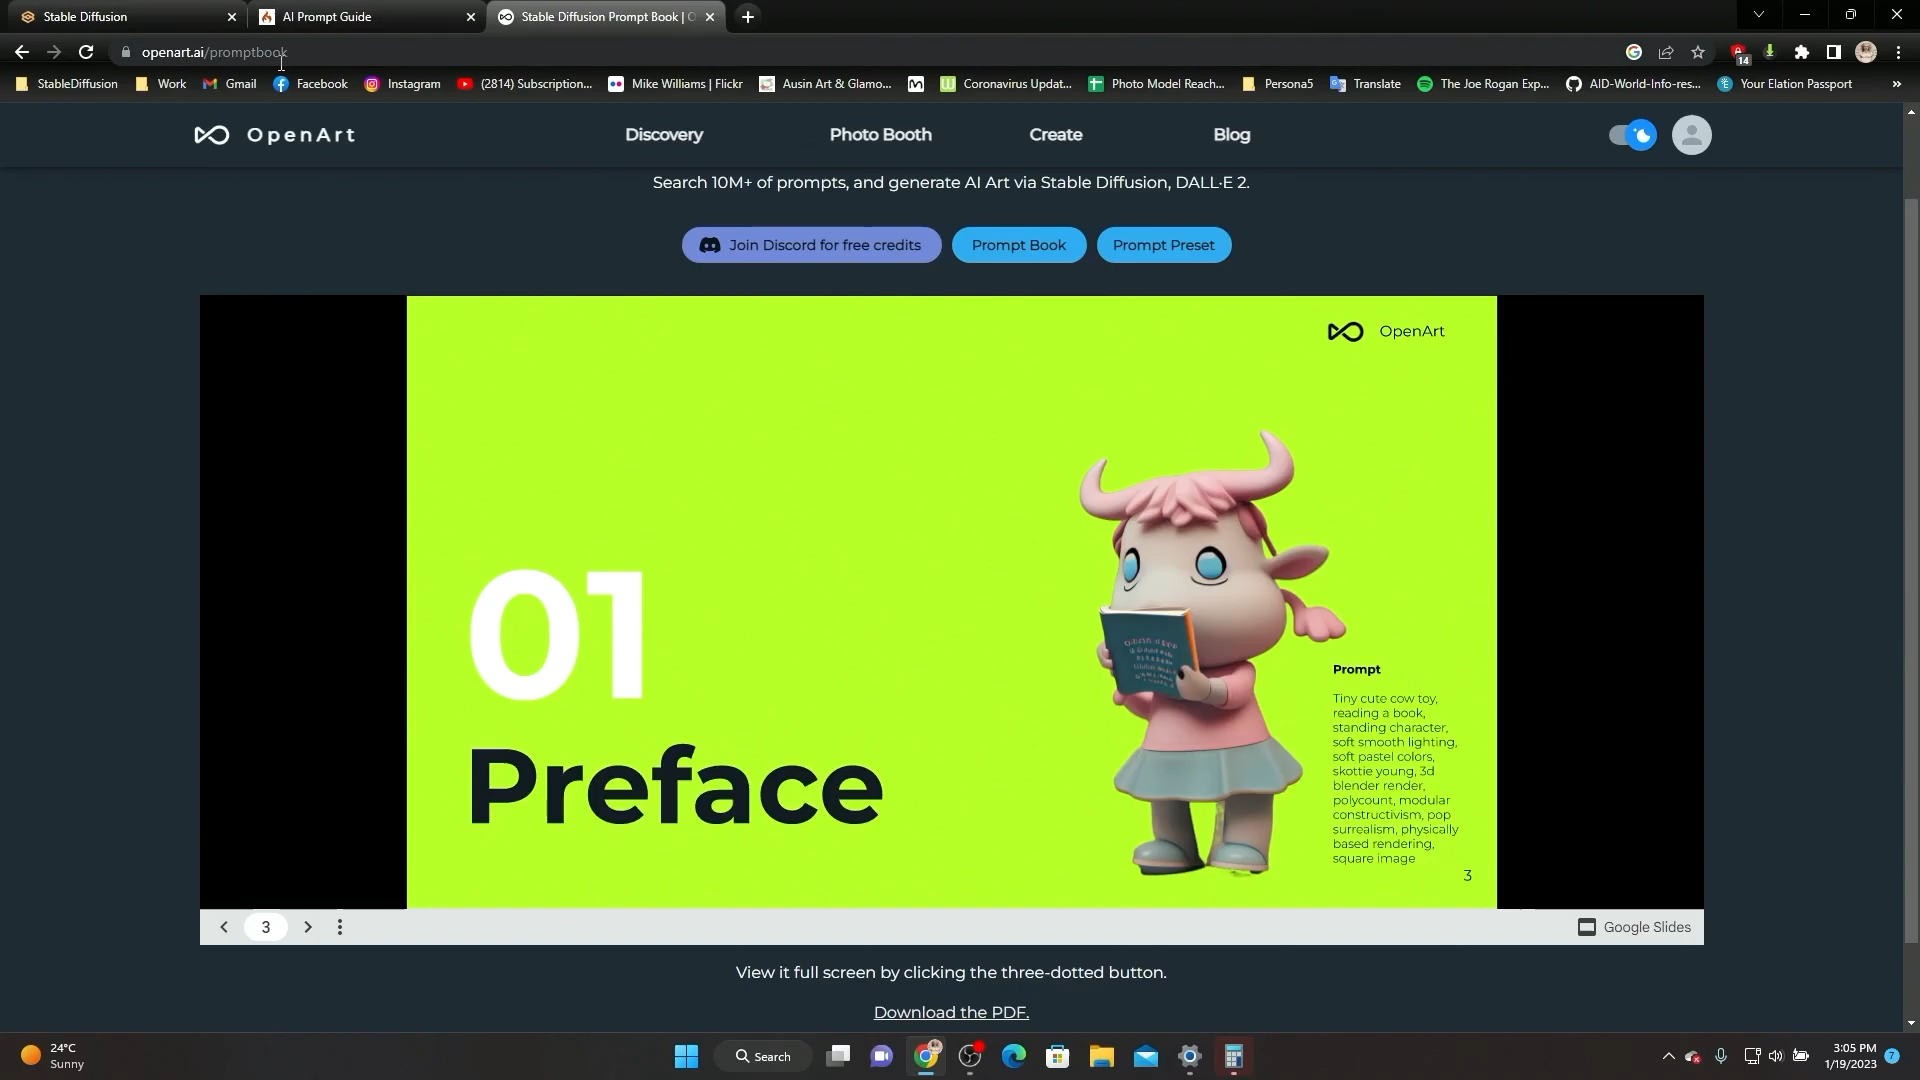 Stable Diffusion
AI Prompt Guide
Stable Diffusion Prompt Book | O
openart.ai/promptbook
14
StableDiffusion
Work
Gmail
Facebook
Instagram
(2814) Subscription...
Mike Williams | Flickr
Ausin Art & Glamo...
Coronavirus Updat...
Photo Model Reach...
Persona5
Translate
The Joe Rogan Exp...
AID-World-Info-res...
Your Elation Passport
»
OpenArt
Discovery
Photo Booth
Create
Blog
Search 10M+ of prompts, and generate AI Art via Stable Diffusion, DALL·E 2.
Join Discord for free credits
Prompt Book
Prompt Preset
OpenArt
01
Preface
Prompt
Tiny cute cow toy,
reading a book,
standing character,
soft smooth lighting,
soft pastel colors,
skottie young, 3d
blender render,
polycount, modular
constructivism, pop
surrealism, physically
based rendering,
square image
3
3
Google Slides
View it full screen by clicking the three-dotted button.
Download the PDF.
24°C
Sunny
Search
3:05 PM
1/19/2023
7